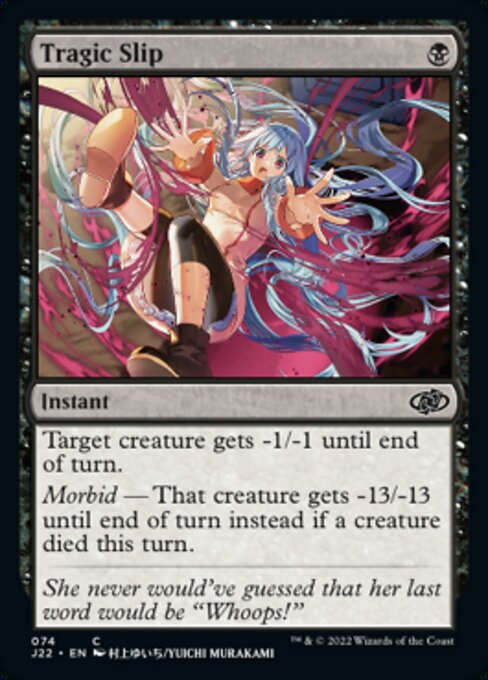 Tragic Slip
Instant
Target creature gets -1/-1 until end
of turn.
Morbid — That creature gets -13/-13
until end of turn instead if a creature
died this turn.
She never would've guessed that her last
word would be “Whoops!”
074 C
J22 • EN 村上ゆいち/YUICHI MURAKAMI
™ & © 2022 Wizards of the Coast